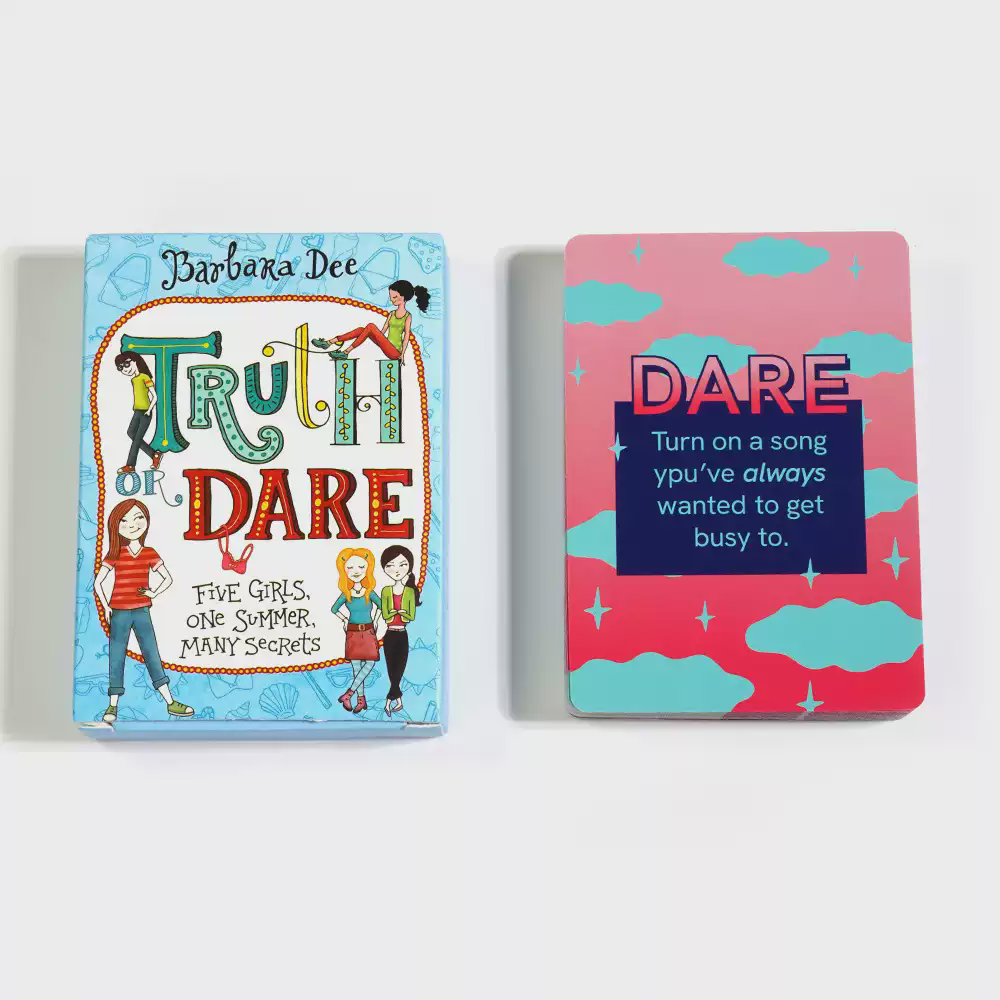 Barbara Dee
TRUTH
OR DARE
FIVE GIRLS,
ONE SUMMER,
MANY SECRETS
DARE
Turn on a song
ypu've always
wanted to get
busy to.